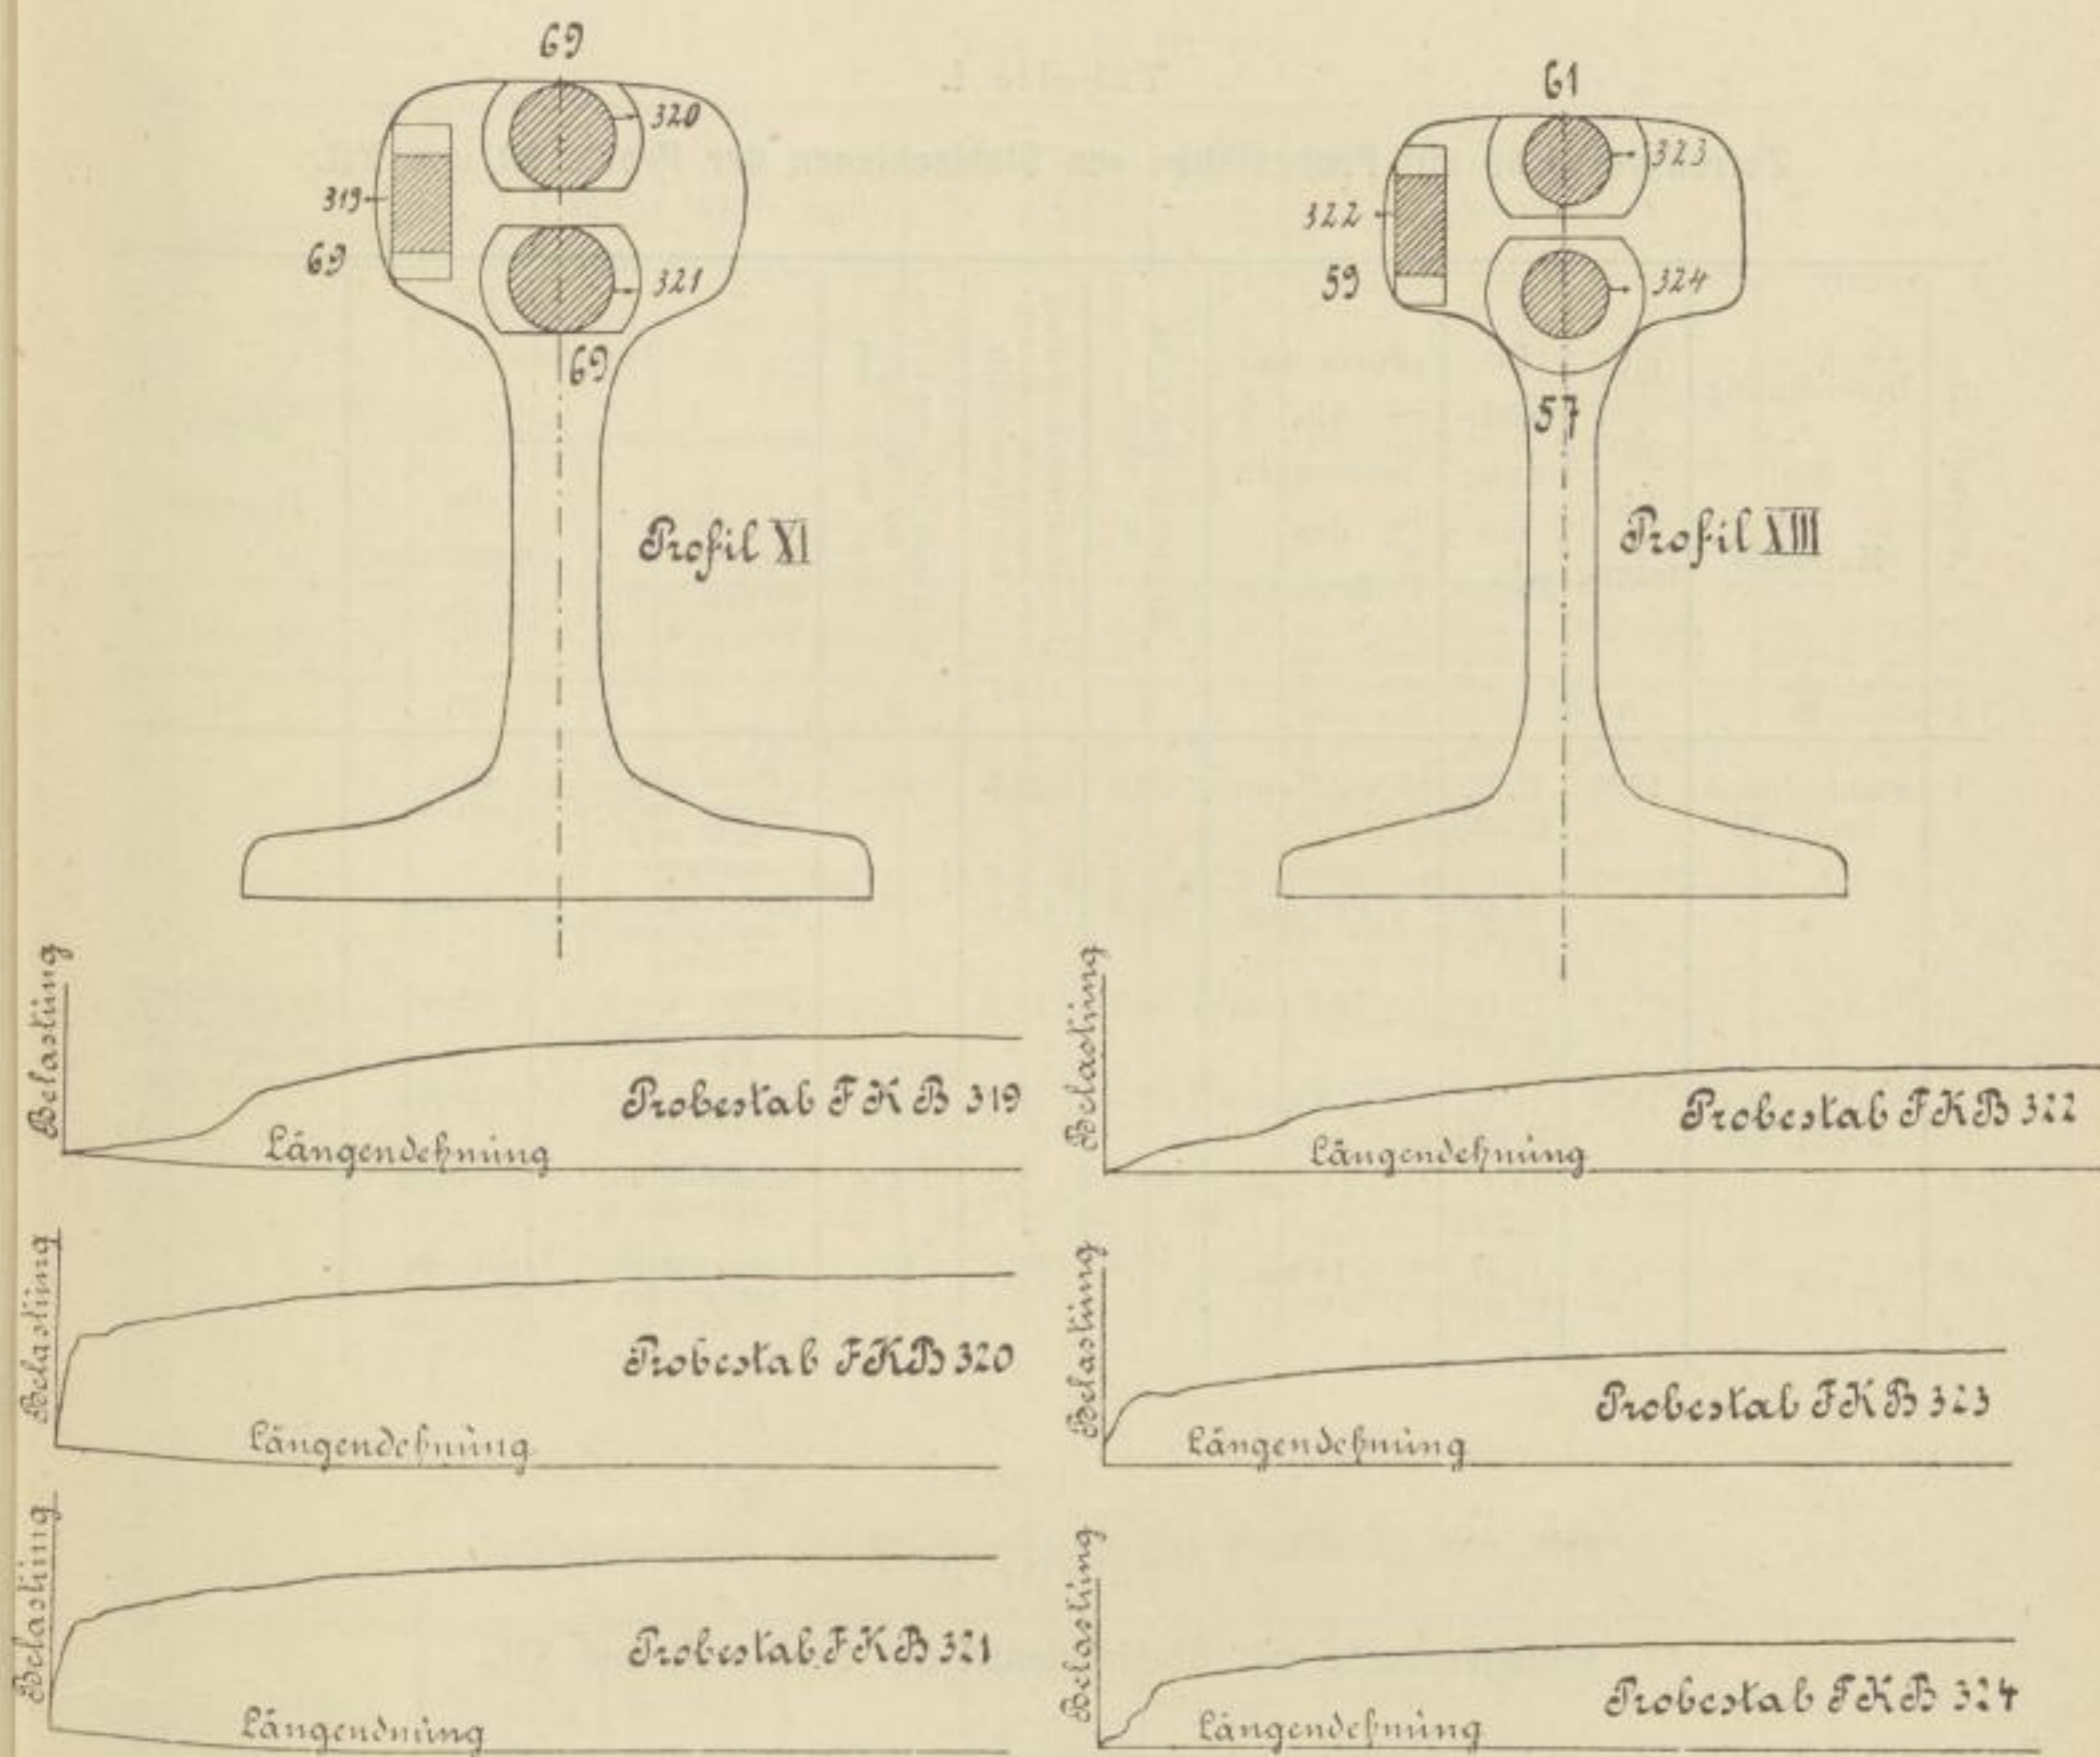 69
320
319
69
321
69
Profil XI
61
323
322
59
324
57
Profil XIII
Belastung
Probestab FKB 319
Längendehnung
Belastung
Probestab FKB 322
Längendehnung
Belastung
Probestab FKB 320
Längendehnung
Belastung
Probestab FKB 323
Längendehnung
Belastung
Probestab FKB 321
Längendnung
Belastung
Probestab FKB 324
Längendehnung